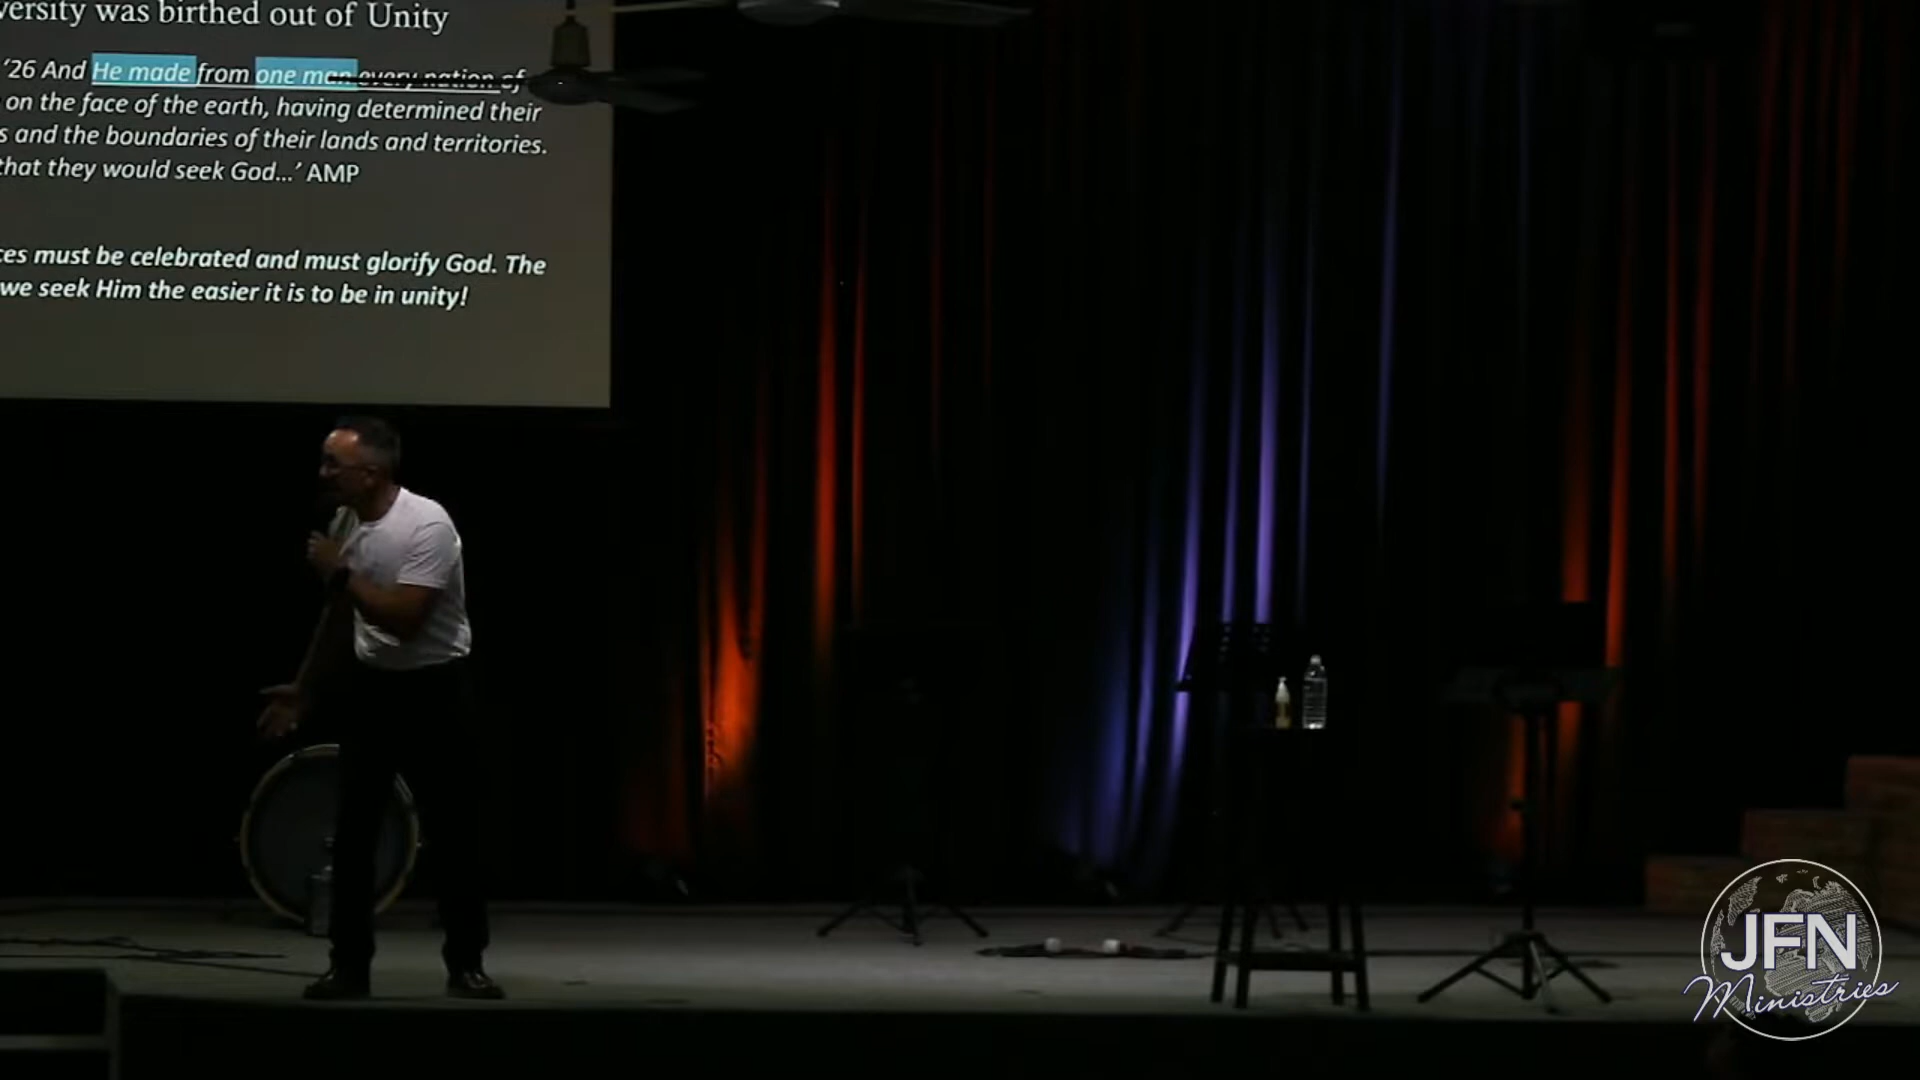 versity was birthed out of Unity
'26 And He made from one man every nation of
on the face of the earth, having determined their
s and the boundaries of their lands and territories.
that they would seek God...' AMP
ces must be celebrated and must glorify God. The
we seek Him the easier it is to be in unity!
JFN
Ministries